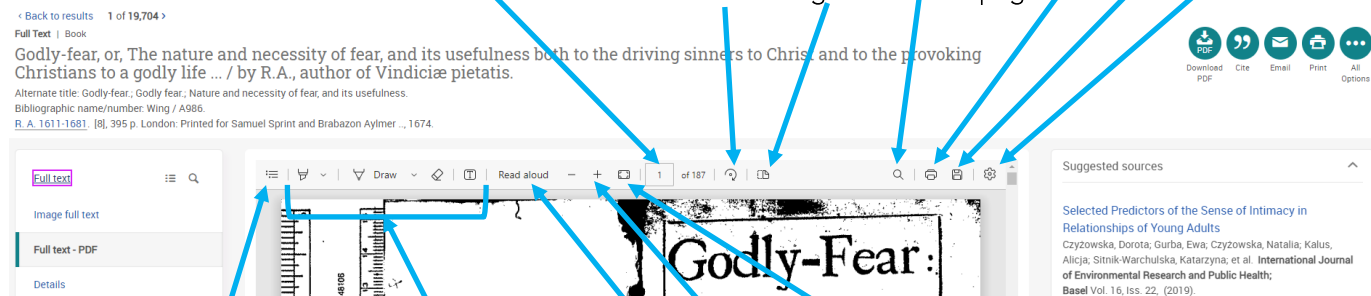 ‹ Back to results 1 of 19,704 ›
Full Text | Book
Godly-fear, or, The nature and necessity of fear, and its usefulness both to the driving sinners to Christ and to the provoking
Christians to a godly life ... / by R.A., author of Vindiciæ pietatis.
Alternate title: Godly-fear.; Godly fear.; Nature and necessity of fear, and its usefulness.
Bibliographic name/number: Wing / A986.
R. A. 1611-1681. [8], 395 p. London: Printed for Samuel Sprint and Brabazon Aylmer .., 1674.
PDF
Download PDF
Cite
Email
Print
All Options
Full text
Image full text
Full text - PDF
Details
Draw
Read aloud
1 of 187
Godly-Fear:
14
48106
Suggested sources
Selected Predictors of the Sense of Intimacy in
Relationships of Young Adults
Czyżowska, Dorota; Gurba, Ewa; Czyżowska, Natalia; Kalus,
Alicja; Sitnik-Warchulska, Katarzyna; et al. International Journal
of Environmental Research and Public Health;
Basel Vol. 16, Iss. 22, (2019).